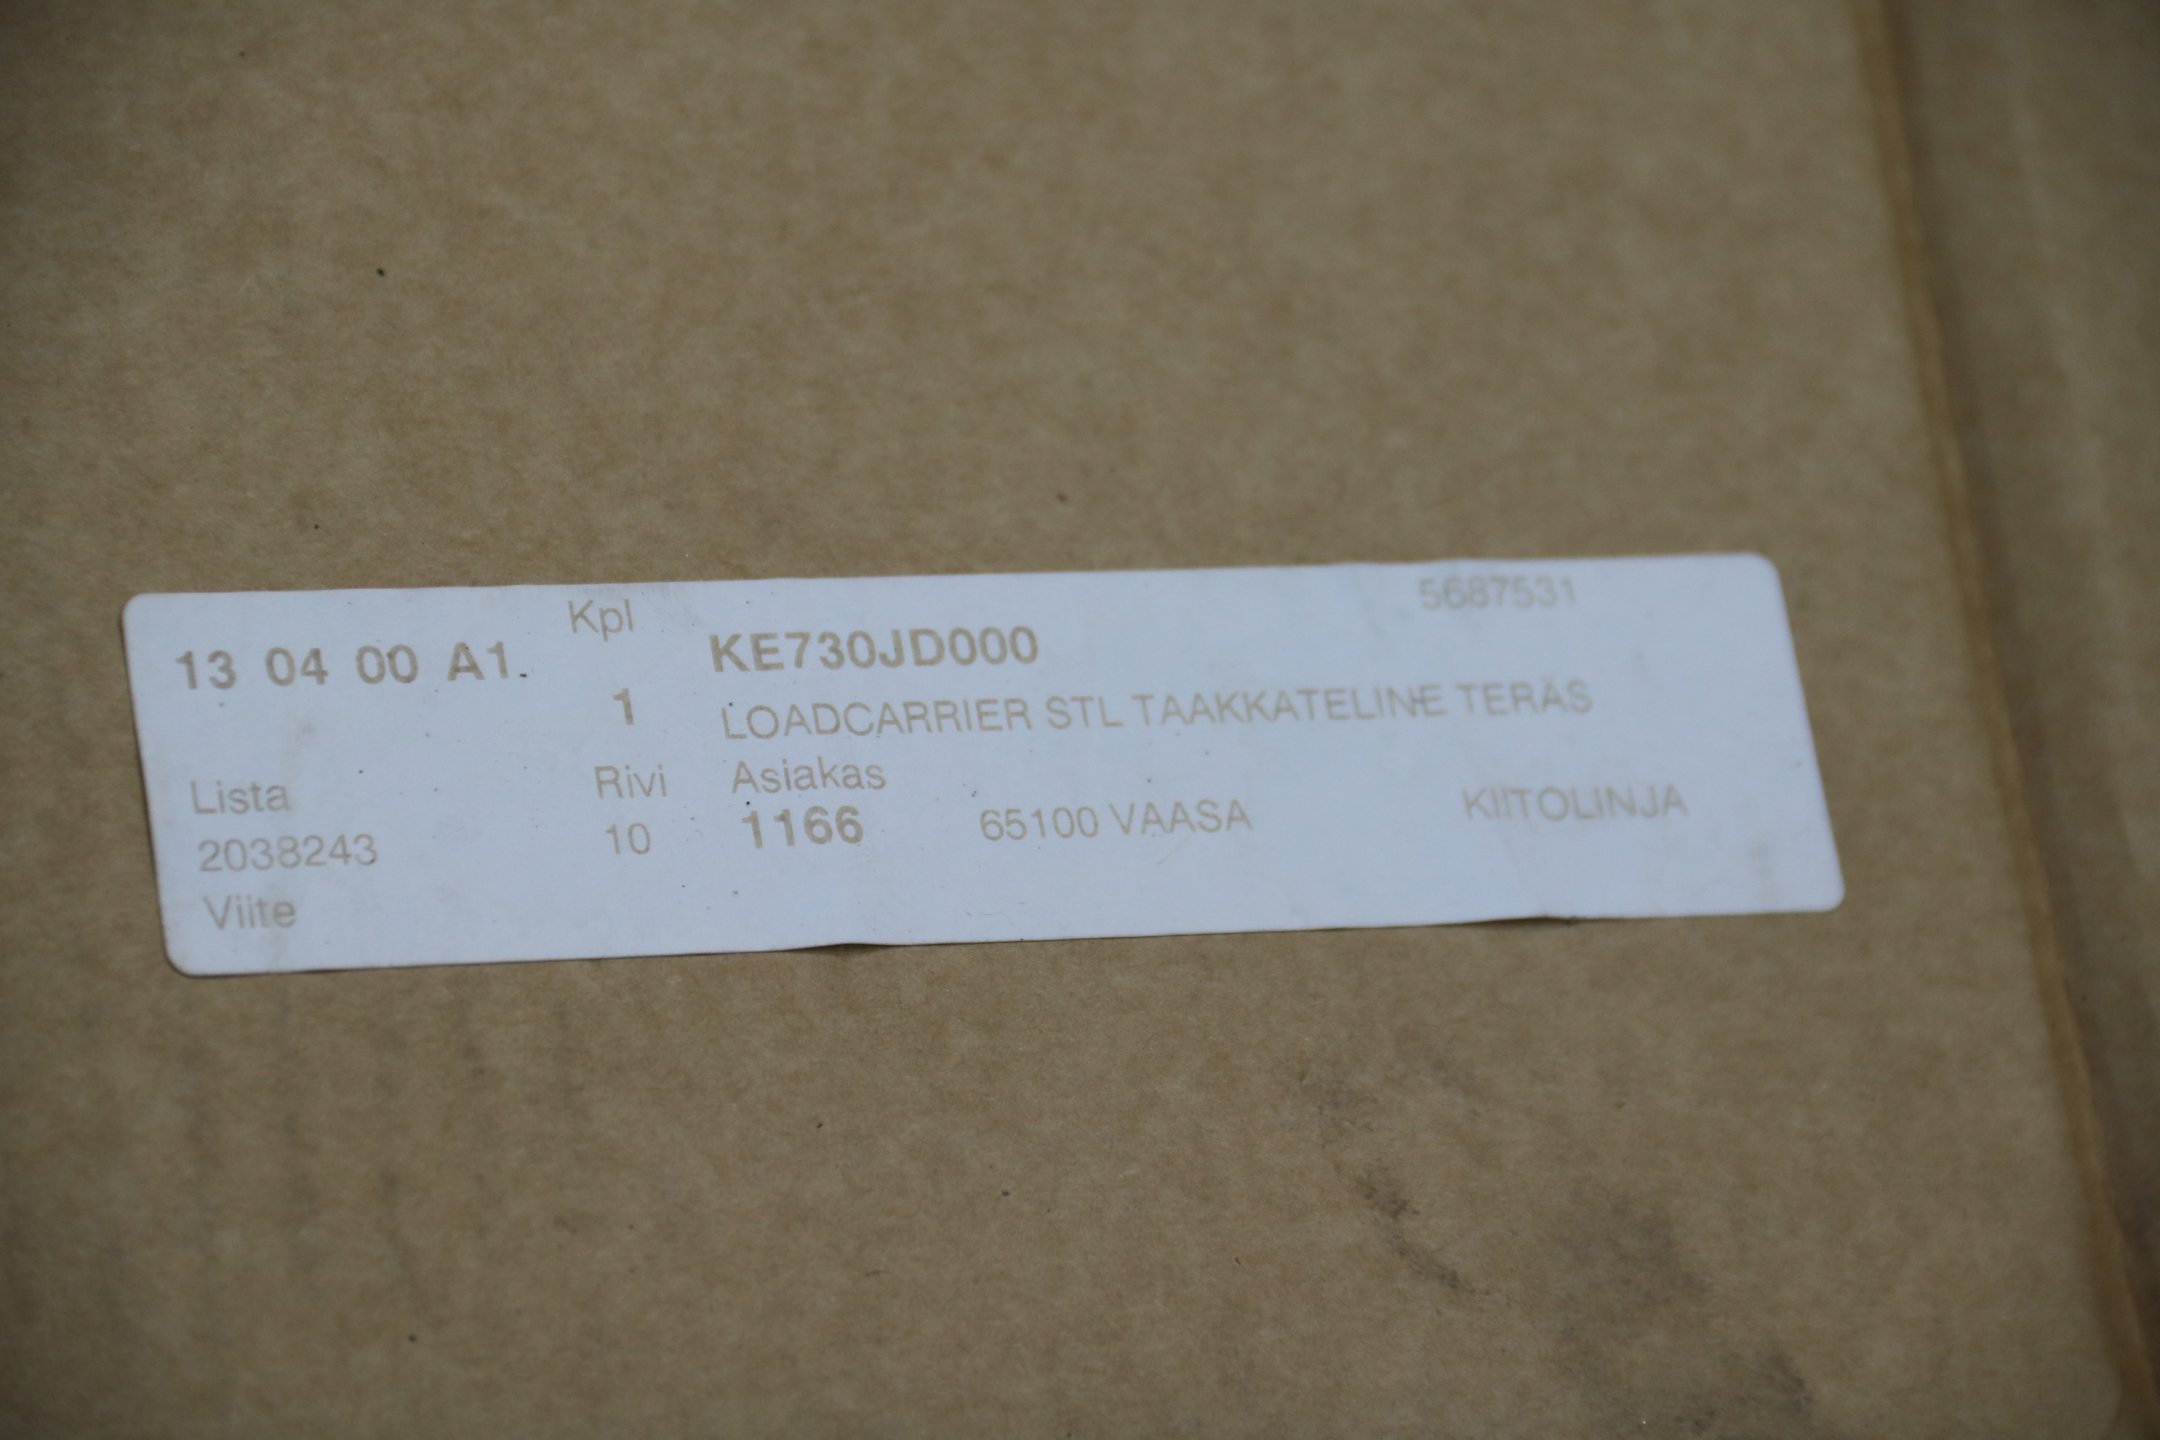 Kpl 5687531
13 04 00 A1. KE730JD000
1 LOADCARRIER STL TAAKKATELINE TERÄS
Lista Rivi Asiakas
2038243 10 1166 65100 VAASA KIITOLINJA
Viite